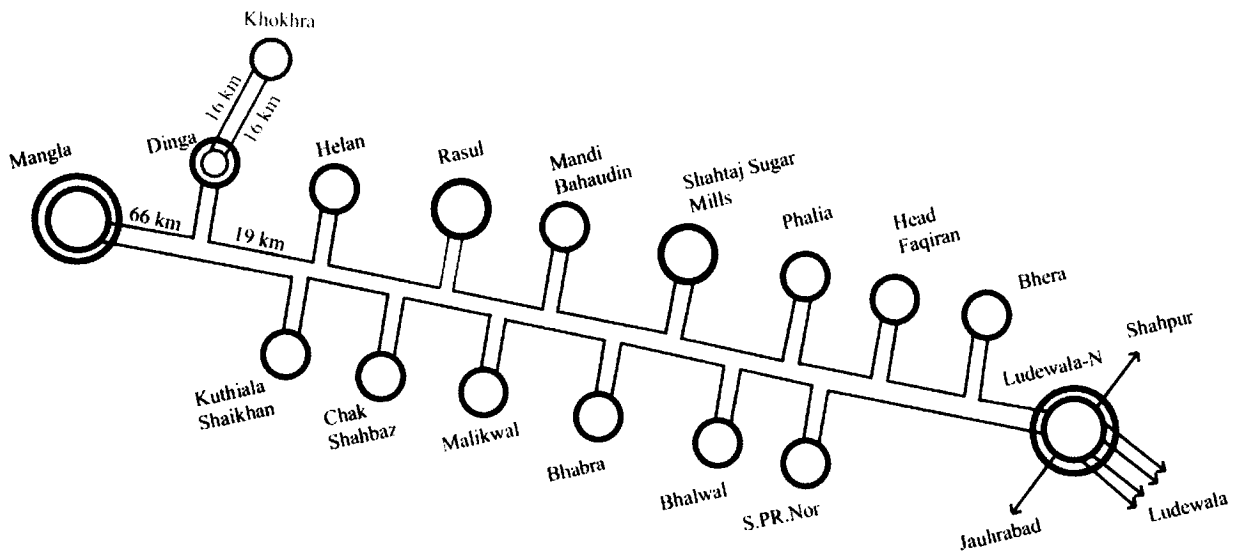 Khokhra
16 km
16 km
Dinga
Mangla
66 km
19 km
Helan
Rasul
Mandi
Bahaudin
Shahtaj Sugar
Mills
Phalia
Head
Faqiran
Bhera
Shahpur
Ludewala-N
Kuthiala
Shaikhan
Chak
Shahbaz
Malikwal
Bhabra
Bhalwal
S.PR.Nor
Jauhrabad
Ludewala